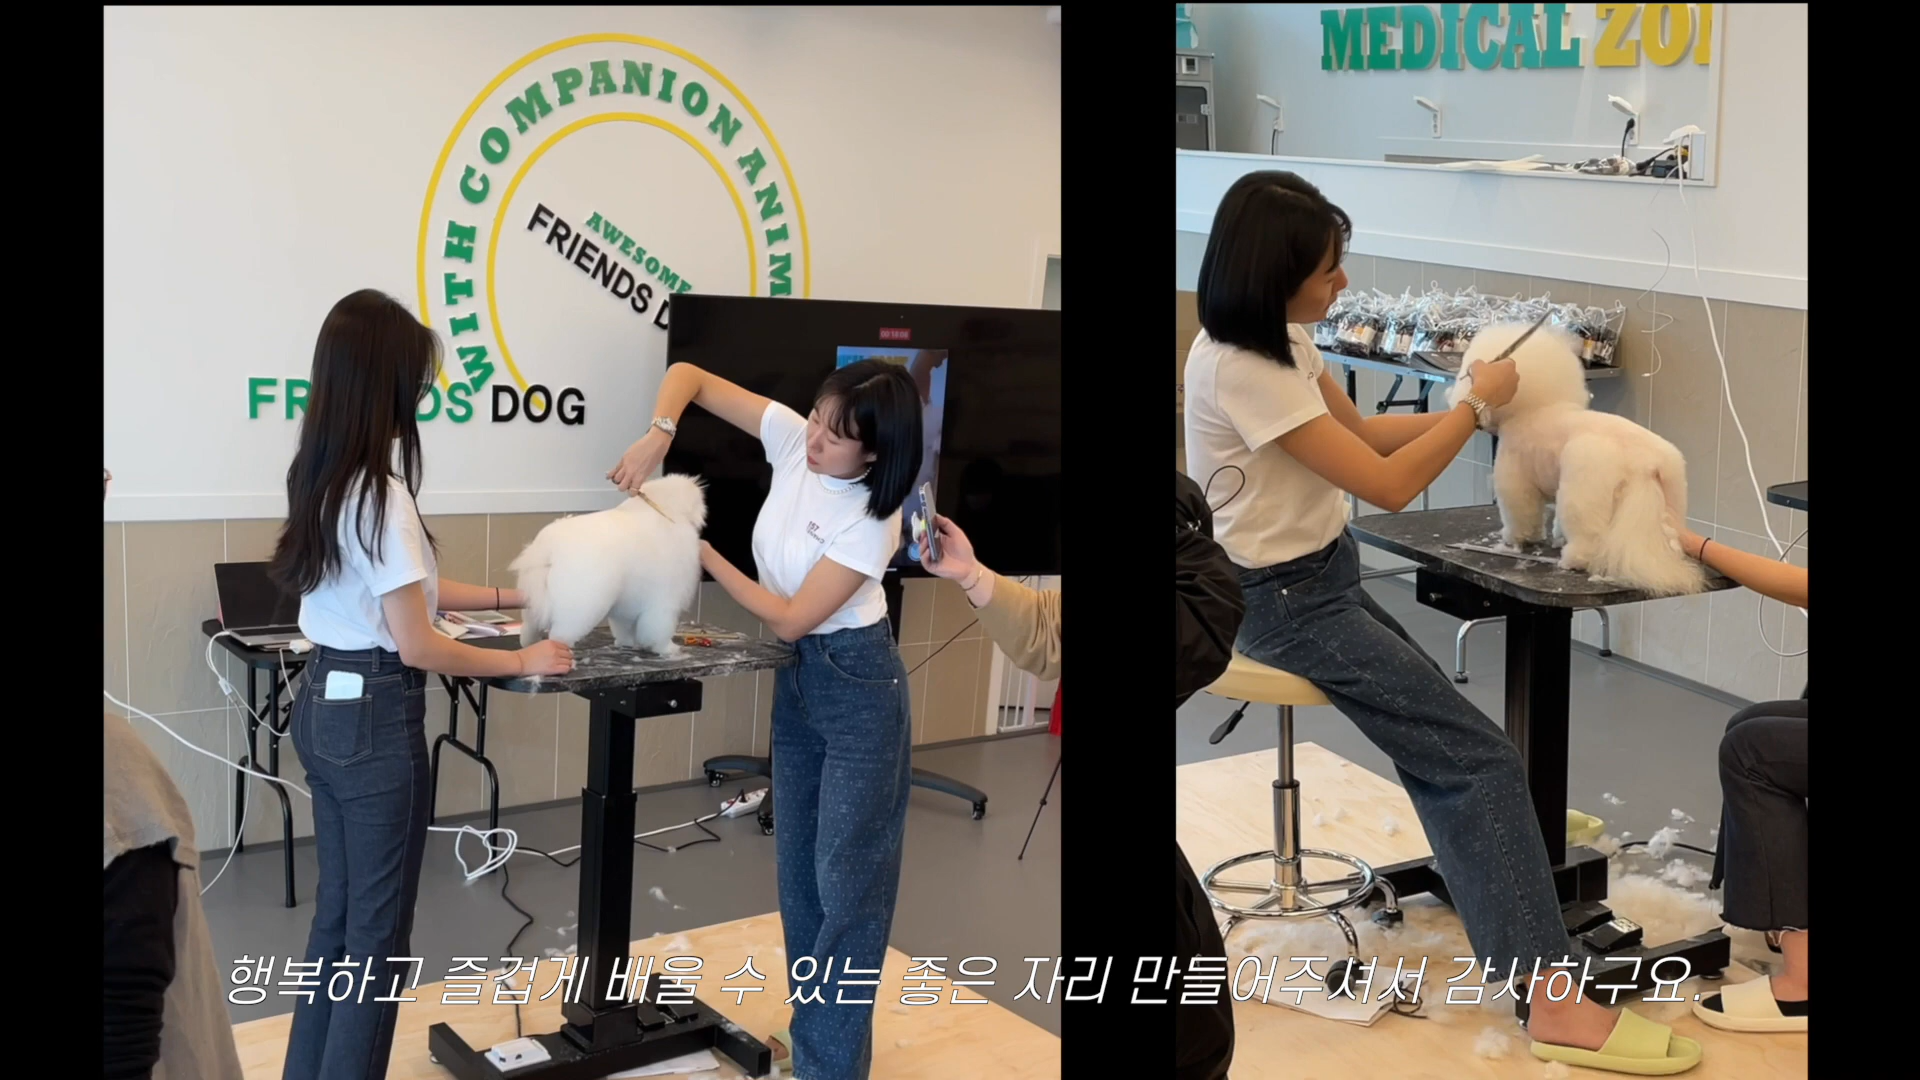 WITH COMPANION ANIM
AWESOME
FRIENDS D
FR DS DOG
MEDICAL ZO
행복하고 즐겁게 배울 수 있는 좋은 자리 만들어주셔서 감사하구요.